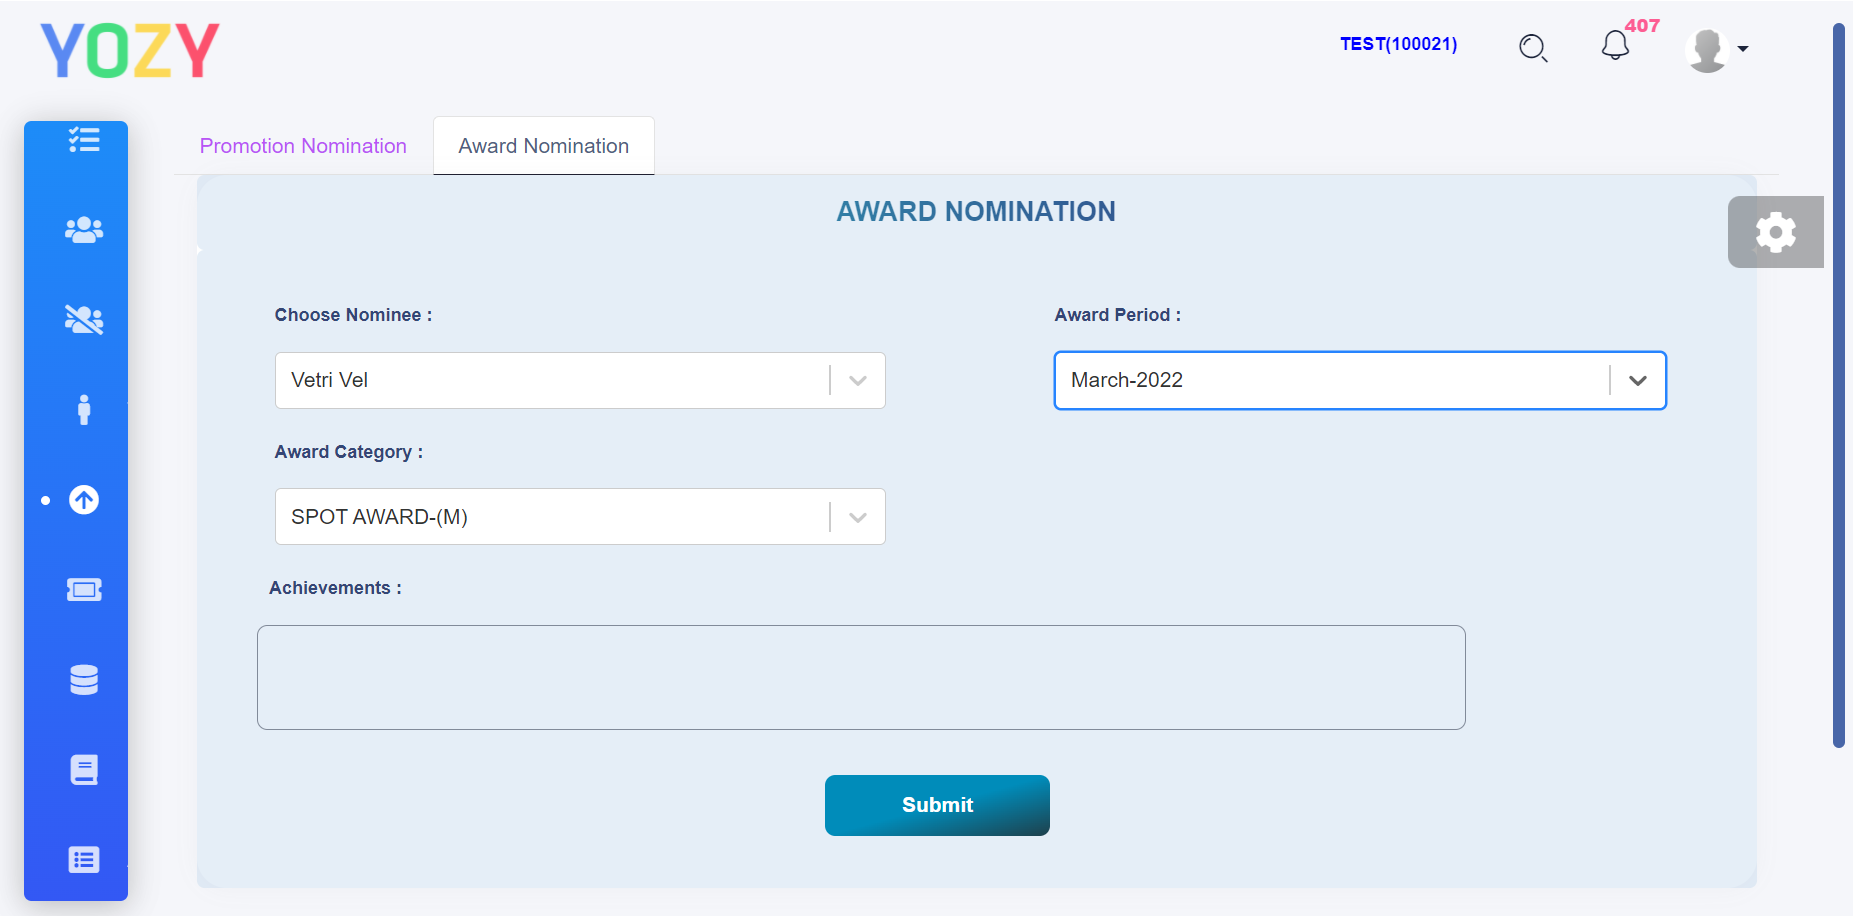 YOZY
TEST(100021)
407
Promotion Nomination
Award Nomination
AWARD NOMINATION
Choose Nominee :
Award Period :
Vetri Vel
March-2022
Award Category :
SPOT AWARD-(M)
Achievements :
Submit